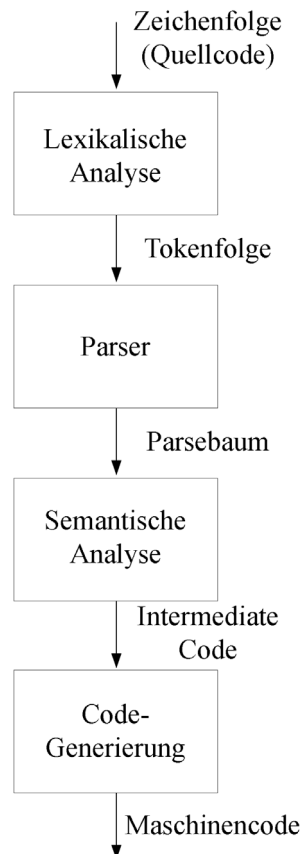 Zeichenfolge
(Quellcode)
Lexikalische
Analyse
Tokenfolge
Parser
Parsebaum
Semantische
Analyse
Intermediate
Code
Code-
Generierung
Maschinencode